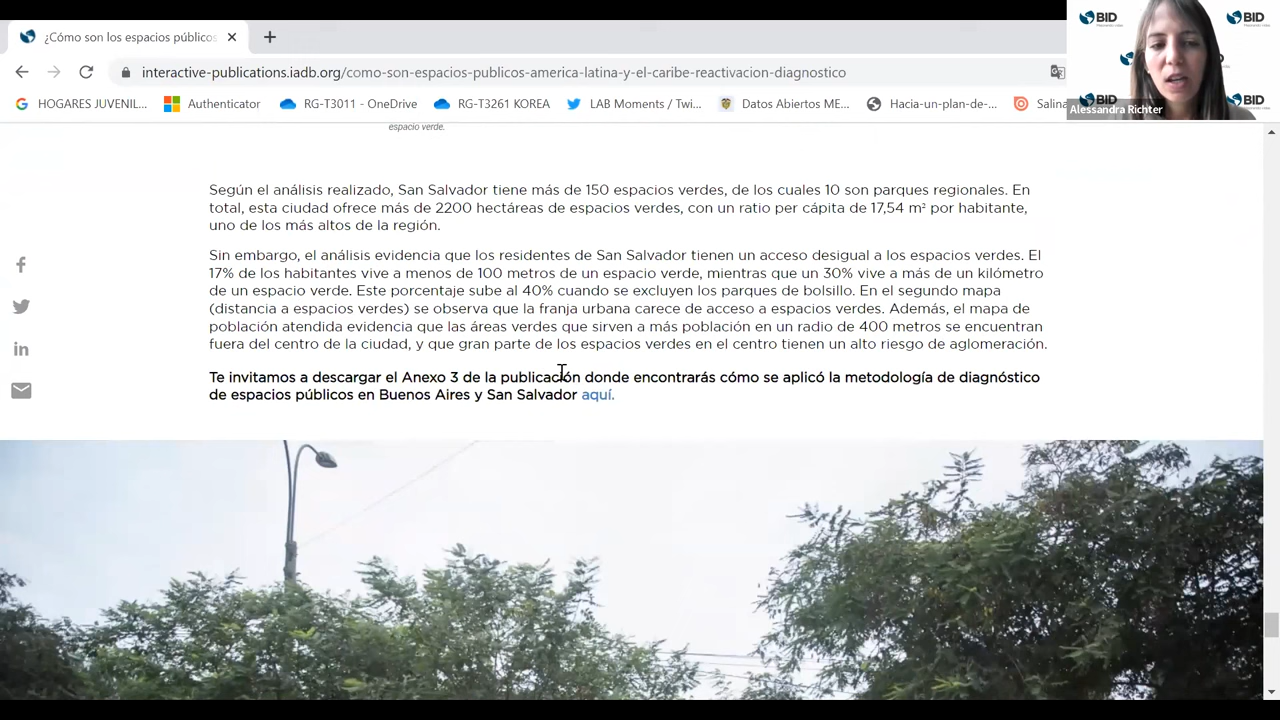 ¿Cómo son los espacios públicos
BID
BID
interactive-publications.iadb.org/como-son-espacios-publicos-america-latina-y-el-caribe-reactivacion-diagnostico
HOGARES JUVENIL...
Authenticator
RG-T3011 - OneDrive
RG-T3261 KOREA
LAB Moments / Twi...
Datos Abiertos ME...
Hacia-un-plan-de-...
Salina
BID
BID
Alessandra Richter
espacio verde.
Según el análisis realizado, San Salvador tiene más de 150 espacios verdes, de los cuales 10 son parques regionales. En
total, esta ciudad ofrece más de 2200 hectáreas de espacios verdes, con un ratio per cápita de 17,54 m² por habitante,
uno de los más altos de la región.
Sin embargo, el análisis evidencia que los residentes de San Salvador tienen un acceso desigual a los espacios verdes. El
17% de los habitantes vive a menos de 100 metros de un espacio verde, mientras que un 30% vive a más de un kilómetro
de un espacio verde. Este porcentaje sube al 40% cuando se excluyen los parques de bolsillo. En el segundo mapa
(distancia a espacios verdes) se observa que la franja urbana carece de acceso a espacios verdes. Además, el mapa de
población atendida evidencia que las áreas verdes que sirven a más población en un radio de 400 metros se encuentran
fuera del centro de la ciudad, y que gran parte de los espacios verdes en el centro tienen un alto riesgo de aglomeración.
Te invitamos a descargar el Anexo 3 de la publicación donde encontrarás cómo se aplicó la metodología de diagnóstico
de espacios públicos en Buenos Aires y San Salvador aquí.